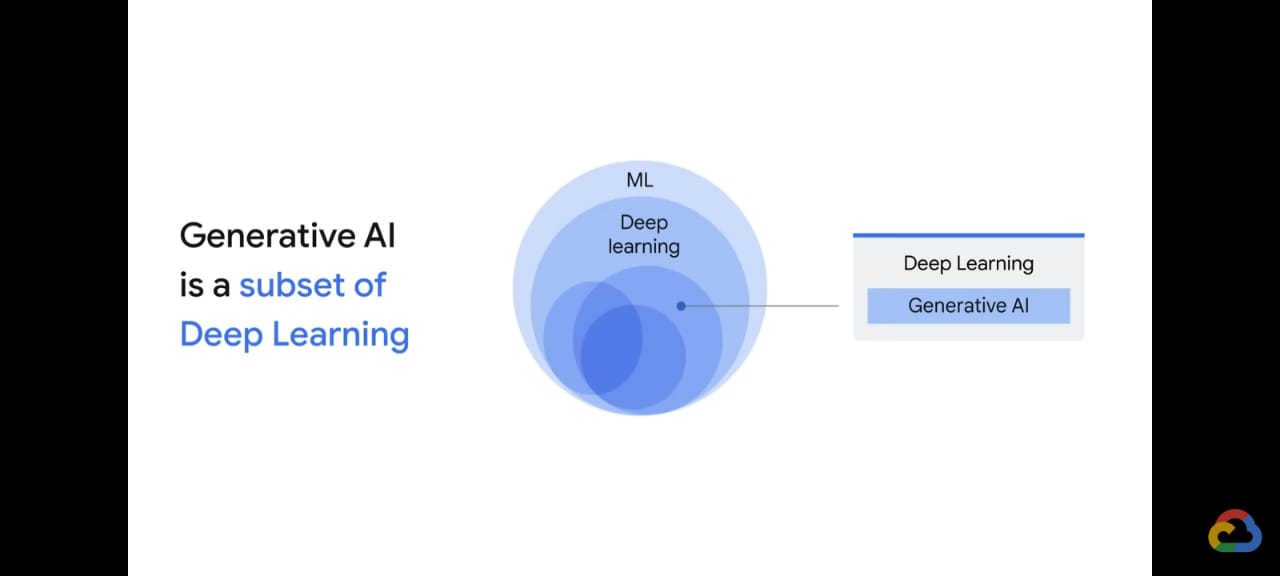 Generative AI
is a subset of
Deep Learning
ML
Deep
learning
Deep Learning
Generative AI